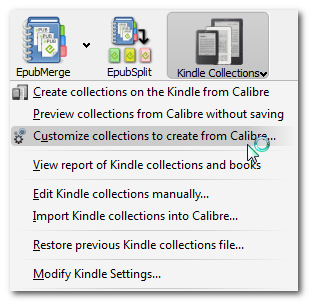 EpubMerge EpubSplit Kindle Collections
Create collections on the Kindle from Calibre
Preview collections from Calibre without saving
Customize collections to create from Calibre...
View report of Kindle collections and books
Edit Kindle collections manually...
Import Kindle collections into Calibre...
Restore previous Kindle collections file...
Modify Kindle Settings...